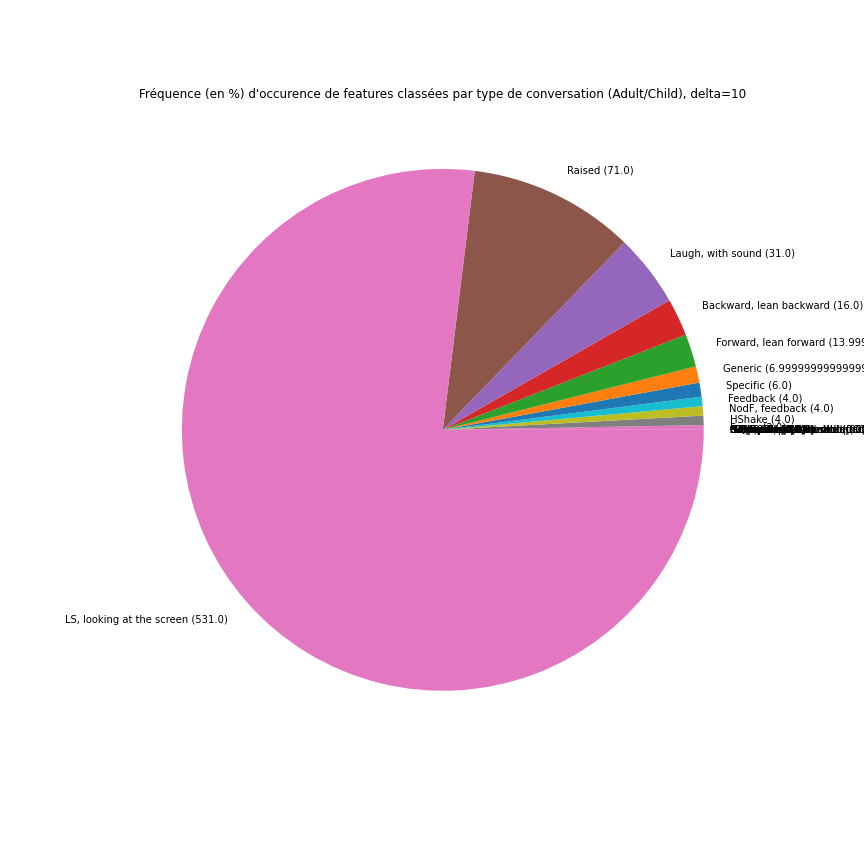 Fréquence (en %) d'occurence de features classées par type de conversation (Adult/Child), delta=10
Raised (71.0)
Laugh, with sound (31.0)
Backward, lean backward (16.0)
Forward, lean forward (13.999
Generic (6.99999999999999
Specific (6.0)
Feedback (4.0)
NodF, feedback (4.0)
HShake (4.0)
LS, looking at the screen (531.0)